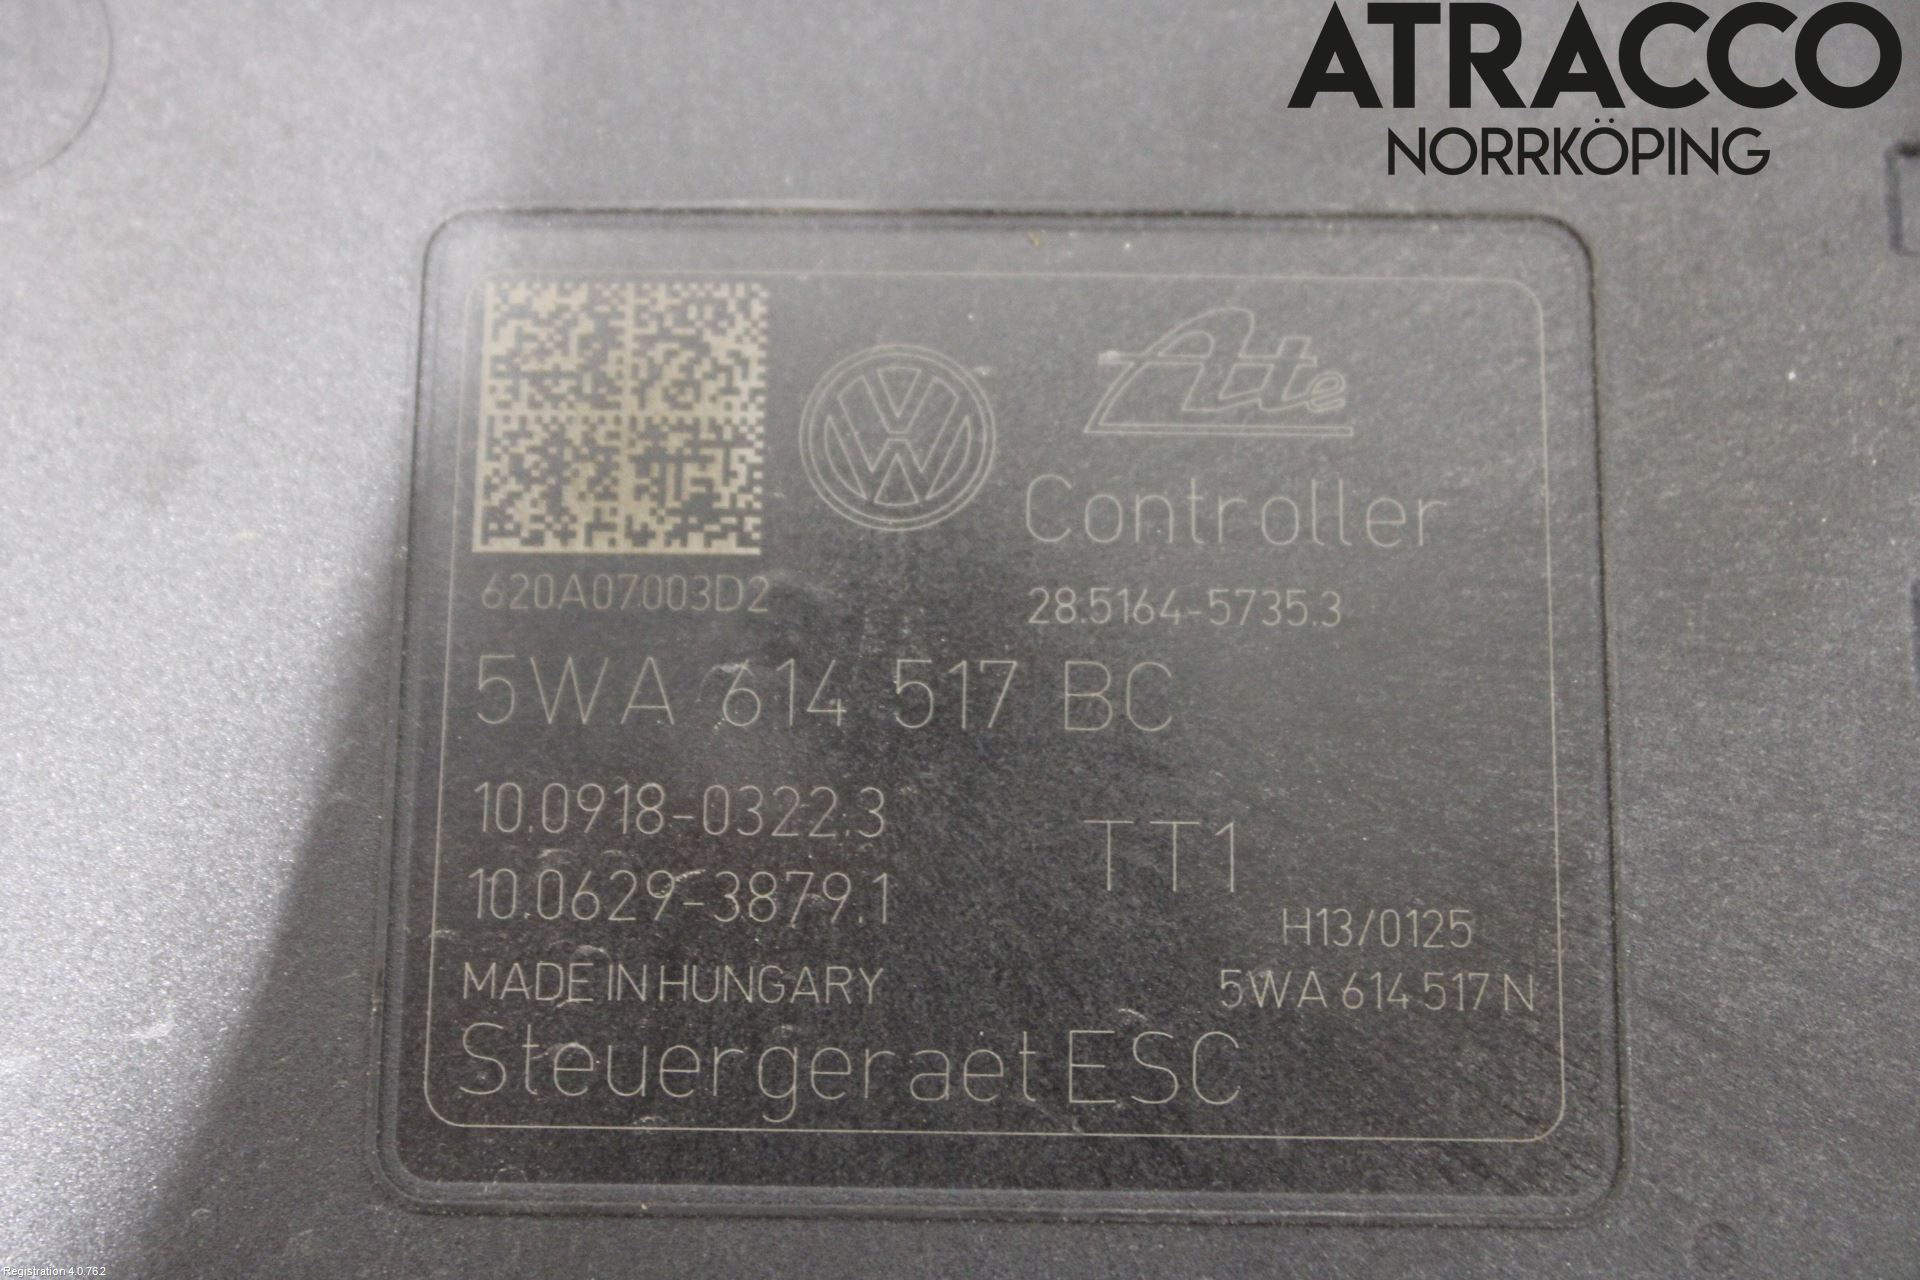 ATRACCO
NORRKÖPING
Ate
Controller
620A07003D2
28.5164-5735.3
5WA 614 517 BC
10.0918-0322.3
TT1
10.0629-3879.1
H13/0125
MADE IN HUNGARY
5WA 614 517 N
Steuergeraet ESC
Registration 4.0.762